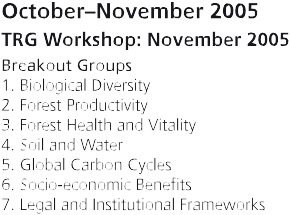 October–November 2005
TRG Workshop: November 2005
Breakout Groups
1. Biological Diversity
2. Forest Productivity
3. Forest Health and Vitality
4. Soil and Water
5. Global Carbon Cycles
6. Socio-economic Benefits
7. Legal and Institutional Frameworks